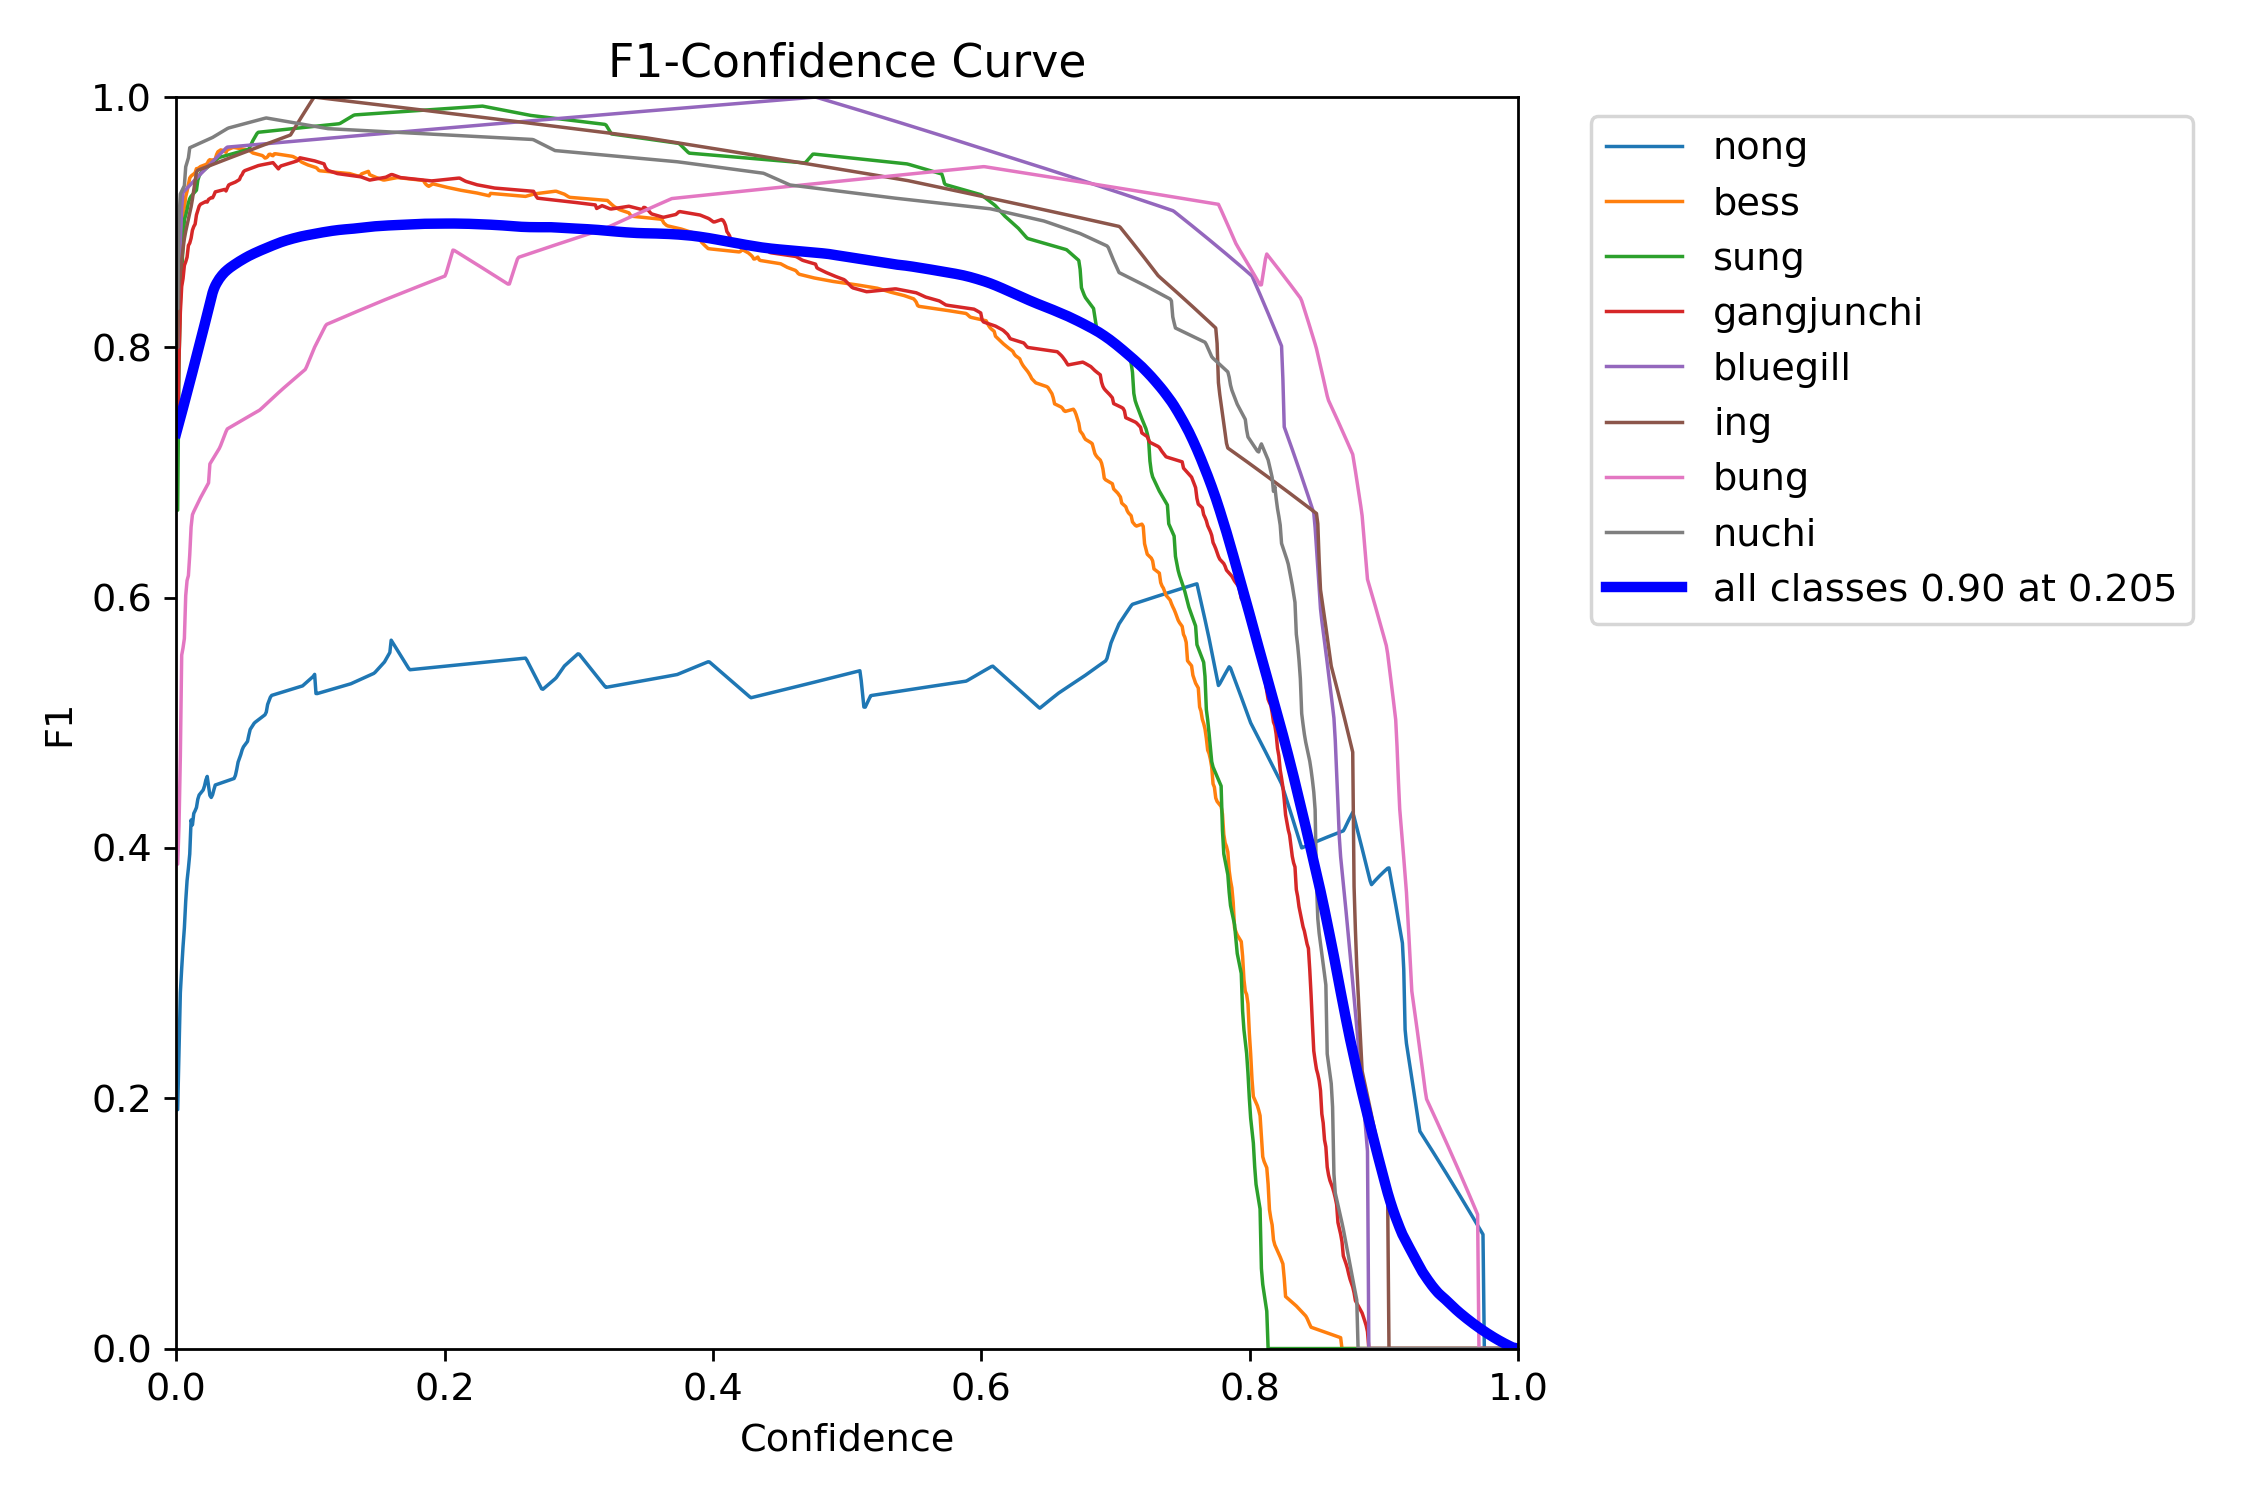 F1-Confidence Curve
1.0
0.8
0.6
0.4
0.2
0.0
F1
0.0 0.2 0.4 0.6 0.8 1.0
Confidence
nong
bess
sung
gangjunchi
bluegill
ing
bung
nuchi
all classes 0.90 at 0.205